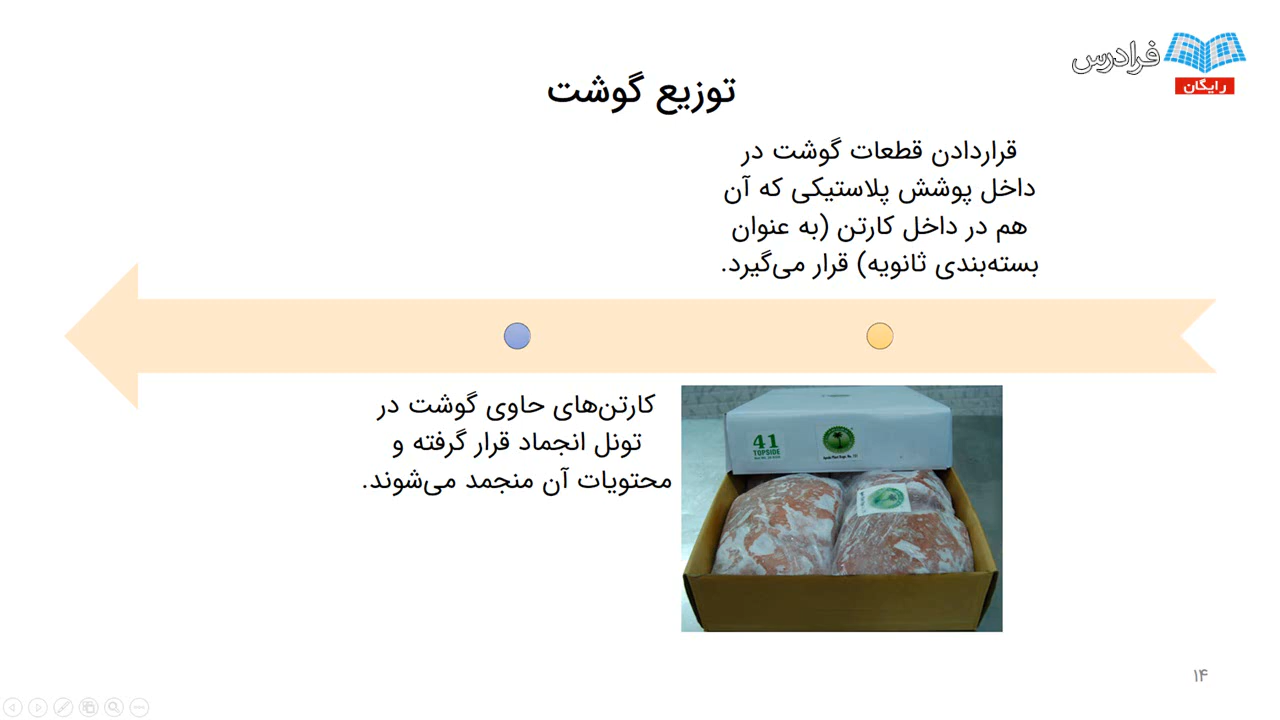 فرادرس
رایگان
توزیع گوشت
قراردادن قطعات گوشت در
داخل پوشش پلاستیکی که آن
هم در داخل کارتن (به عنوان
بسته‌بندی ثانویه) قرار می‌گیرد.
کارتن‌های حاوی گوشت در
تونل انجماد قرار گرفته و
محتویات آن منجمد می‌شوند.
41
TOPSIDE
۱۴